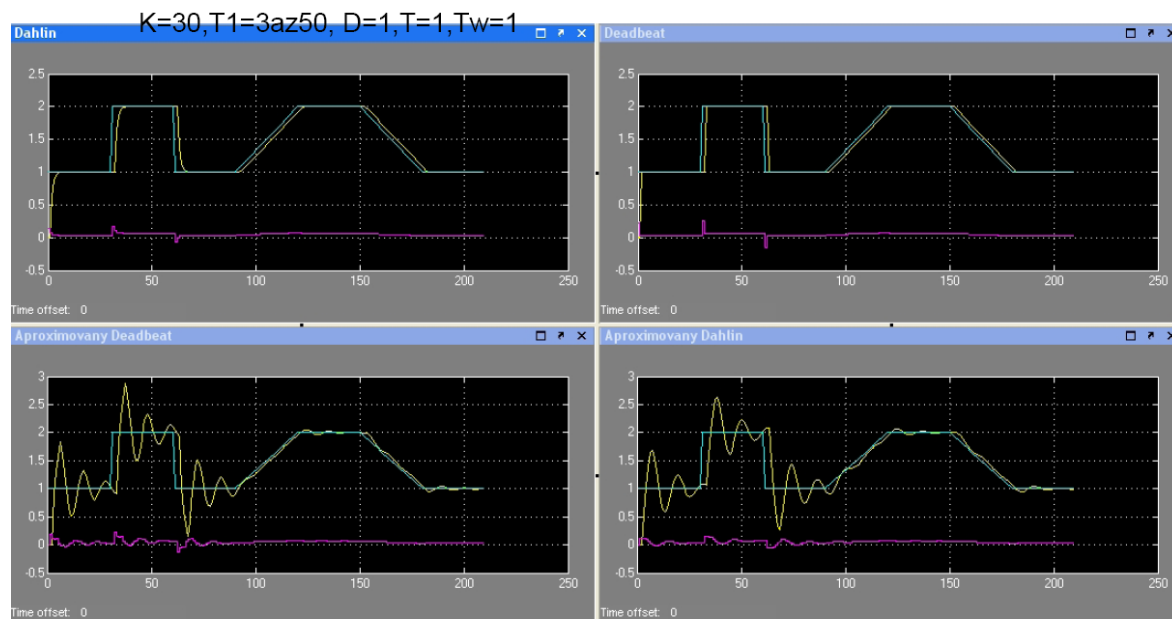 K=30,T1=3az50, D=1,T=1,Tw=1
Dahlin
2.5
2
1.5
1
0.5
0
-0.5
0 50 100 150 200 250
Time offset: 0
Deadbeat
2.5
2
1.5
1
0.5
0
-0.5
0 50 100 150 200 250
Time offset: 0
Aproximovany Deadbeat
3
2.5
2
1.5
1
0.5
0
-0.5
0 50 100 150 200 250
Time offset: 0
Aproximovany Dahlin
3
2.5
2
1.5
1
0.5
0
-0.5
0 50 100 150 200 250
Time offset: 0